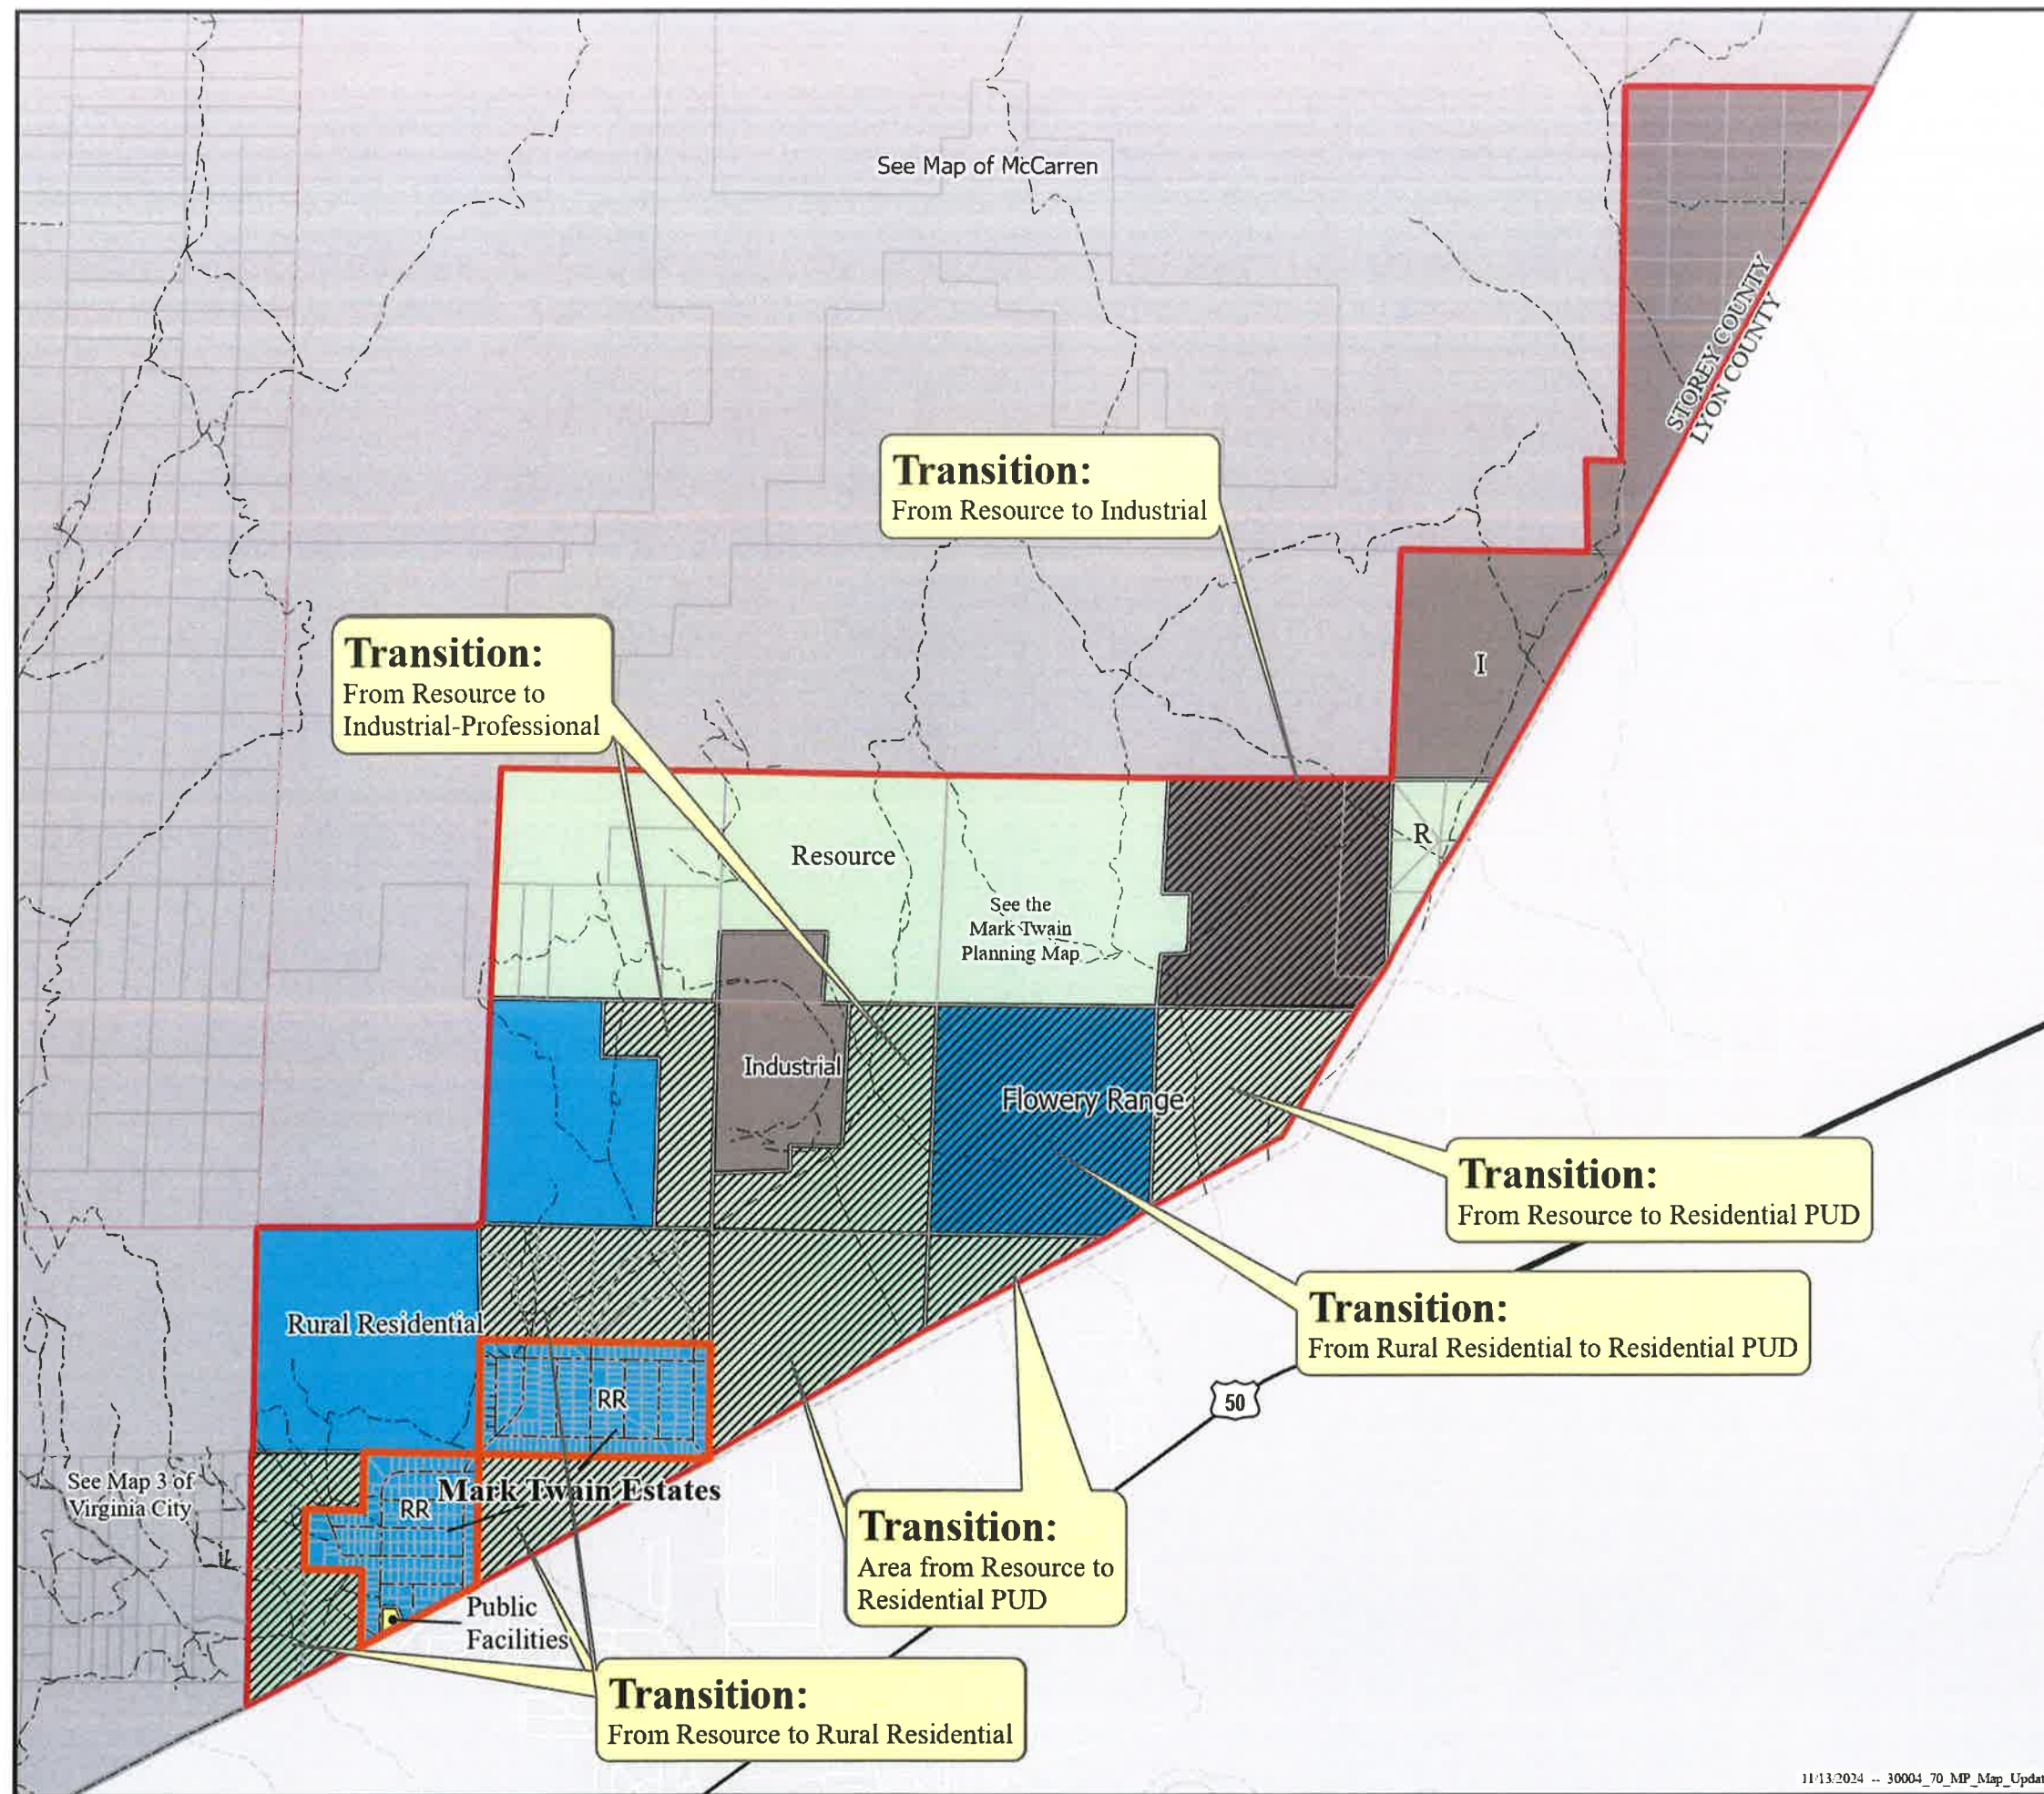 See Map of McCarren
STOREY COUNTY
LYON COUNTY
Transition:
From Resource to Industrial
Transition:
From Resource to
Industrial-Professional
I
R
Resource
See the
Mark Twain
Planning Map
Industrial
Flowery Range
Transition:
From Resource to Residential PUD
Transition:
From Rural Residential to Residential PUD
Rural Residential
RR
50
See Map 3 of
Virginia City
Mark Twain Estates
RR
Transition:
Area from Resource to
Residential PUD
Public
Facilities
Transition:
From Resource to Rural Residential
11/13/2024 -- 30004_70_MP_Map_Updat